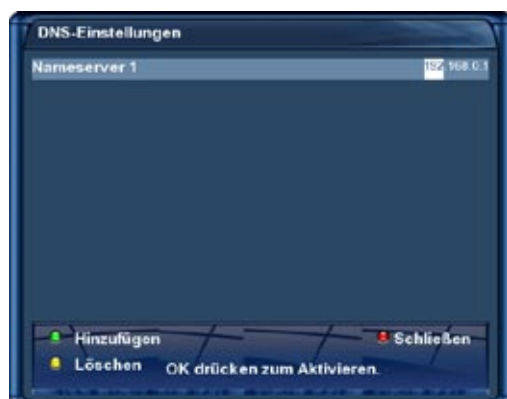 DNS-Einstellungen
Nameserver 1 192.168.0.1
Hinzufügen Schließen
Löschen OK drücken zum Aktivieren.